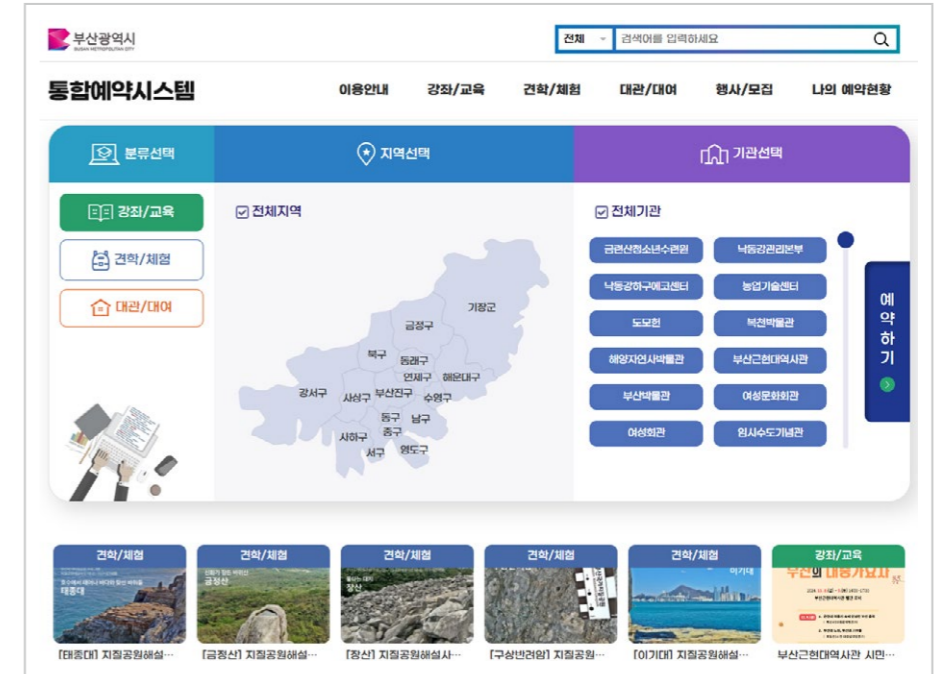 부산광역시
BUSAN METROPOLITAN CITY
전체
검색어를 입력하세요
통합예약시스템
이용안내 강좌/교육 견학/체험 대관/대여 행사/모집 나의 예약현황
분류선택
지역선택
기관선택
강좌/교육
견학/체험
대관/대여
전체지역
기장군
금정구
북구
동래구
연제구 해운대구
강서구
사상구 부산진구 수영구
동구 남구
사하구 중구
서구 영도구
전체기관
금련산청소년수련원 낙동강관리본부
낙동강하구에코센터 농업기술센터
도모헌 복천박물관
해양자연사박물관 부산근현대역사관
부산박물관 여성문화회관
여성회관 임시수도기념관
예약하기
견학/체험
태종대
[태종대] 지질공원해설…
견학/체험
금정산
[금정산] 지질공원해설…
견학/체험
장산
[장산] 지질공원해설사…
견학/체험
[구상반려암] 지질공원…
견학/체험
이기대
[이기대] 지질공원해설…
강좌/교육
부산의 대중가요사
부산근현대역사관 시민…